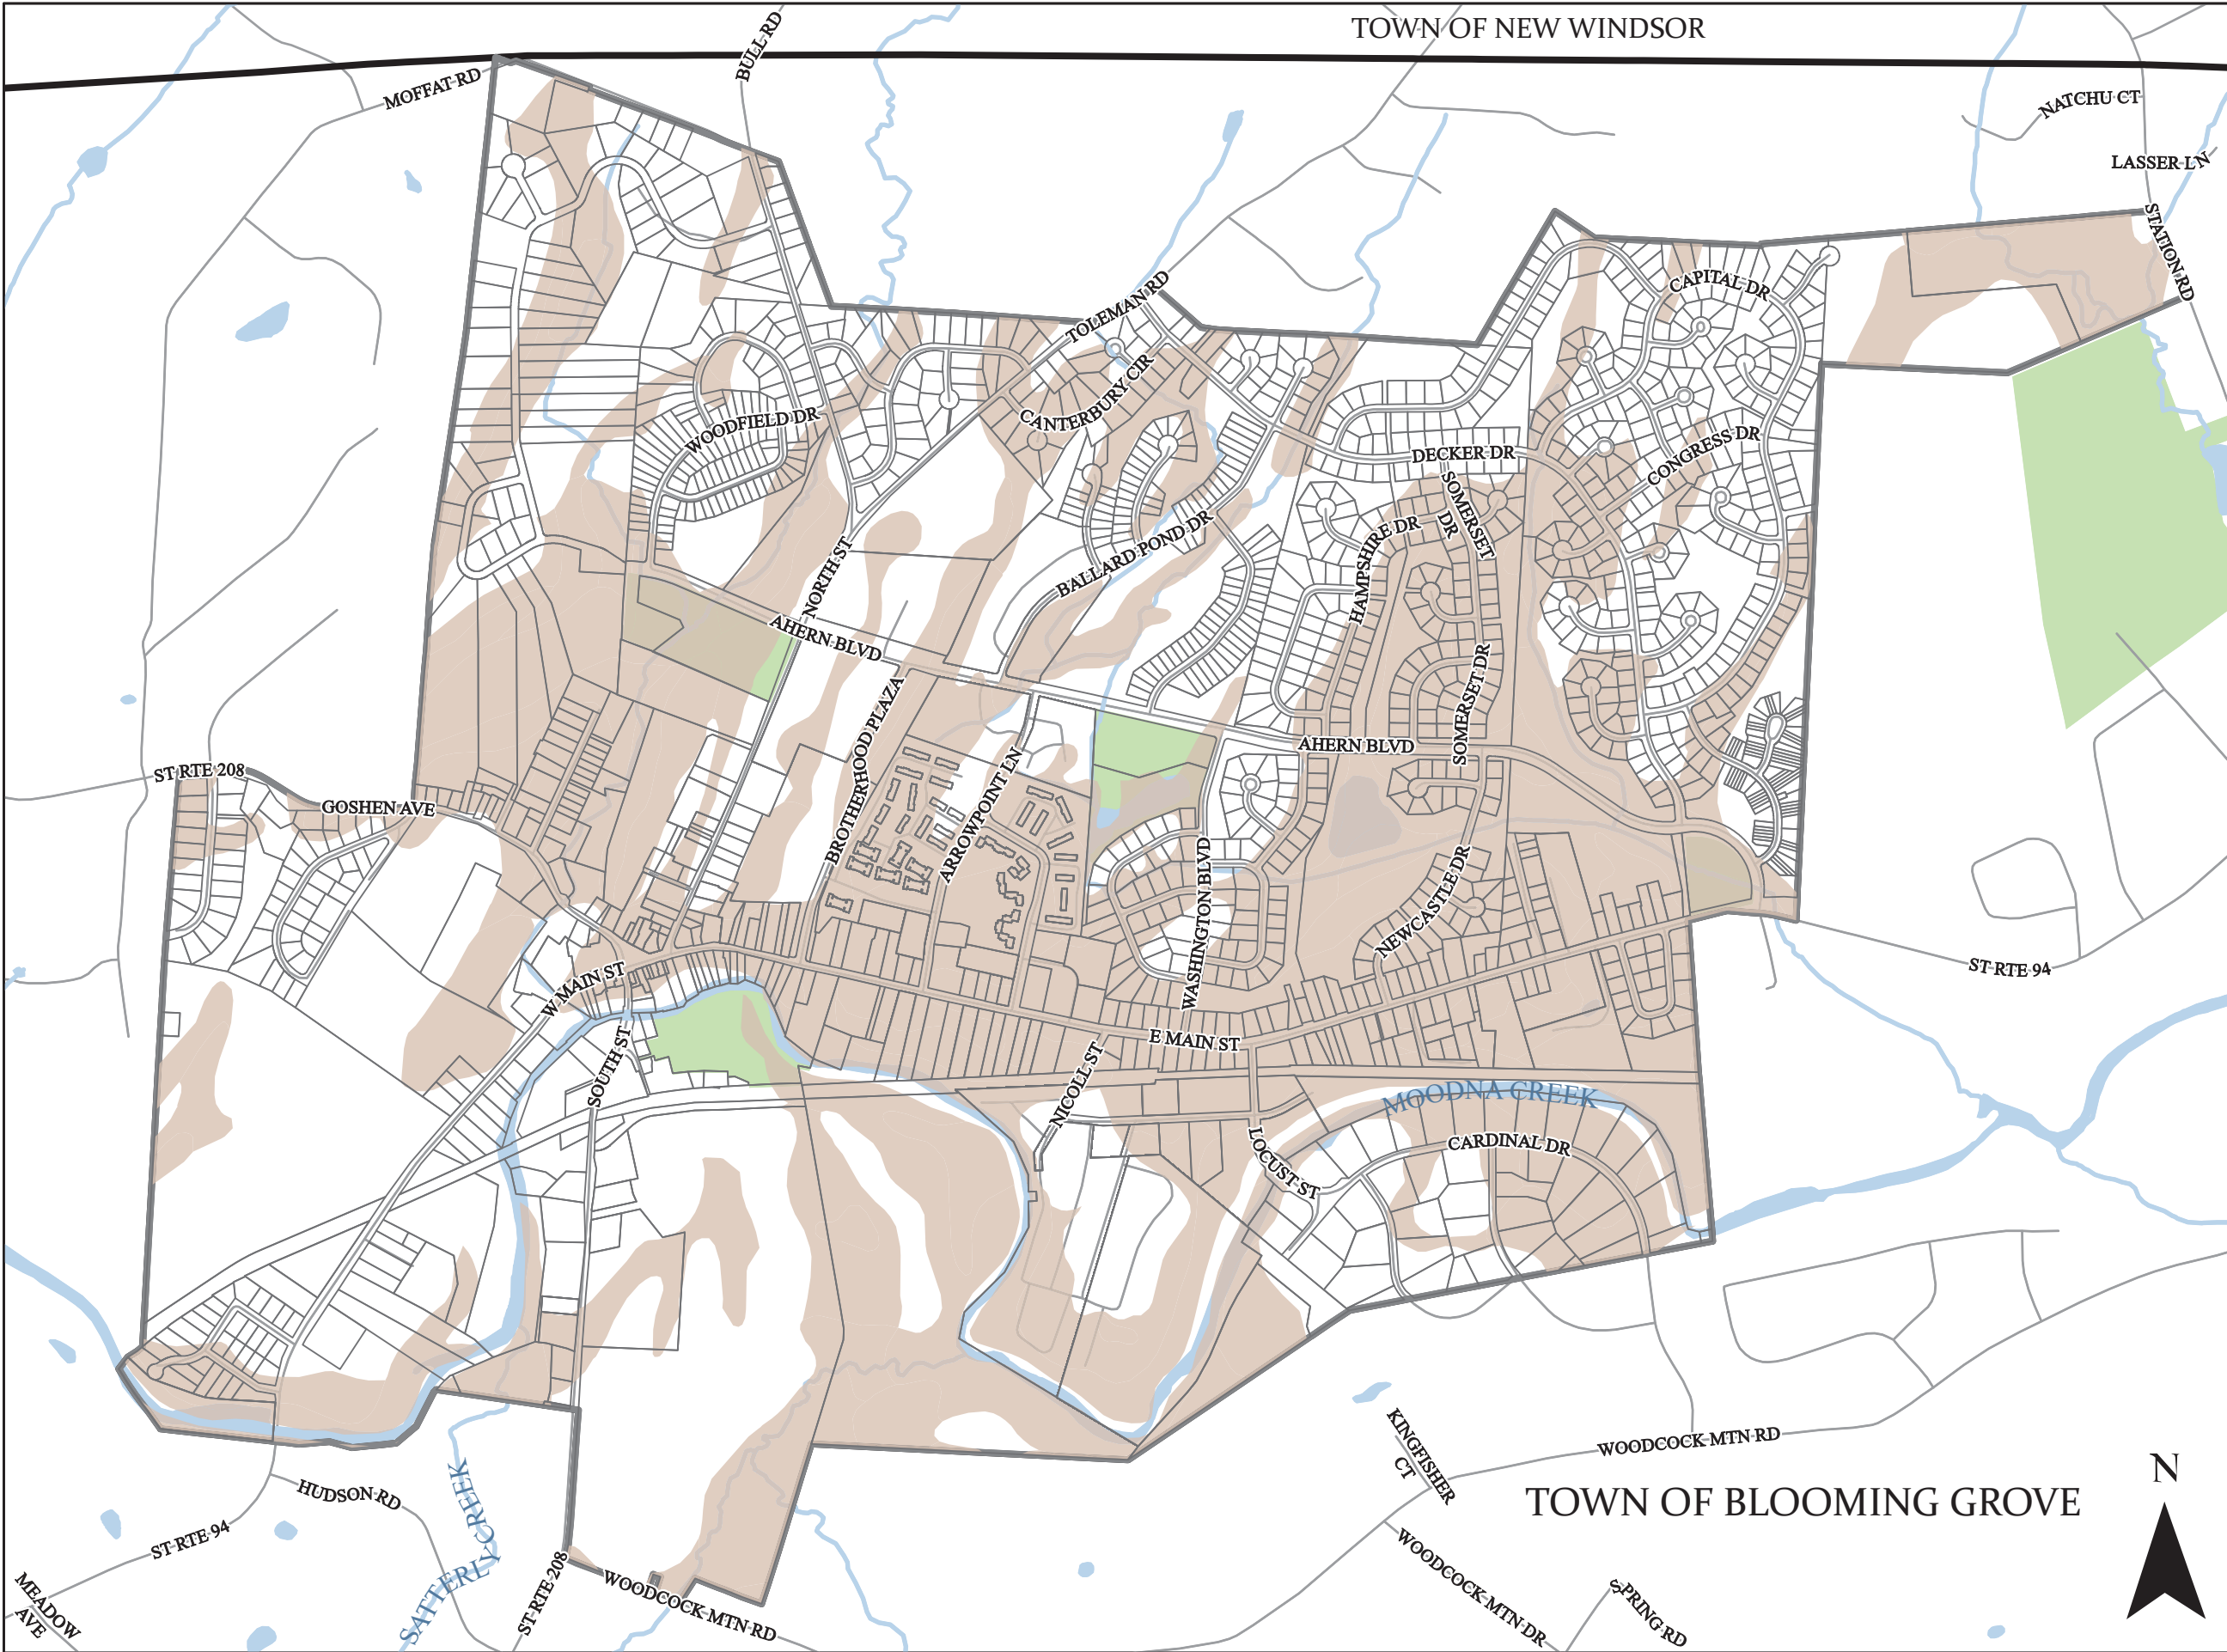 TOWN OF NEW WINDSOR
BULL RD
MOFFAT RD
NATCHU CT
LASSER LN
STATION RD
TOLEMAN RD
CAPITAL DR
CANTERBURY CIR
WOODFIELD DR
DECKER DR
CONGRESS DR
SOMERSET
DR
HAMPSHIRE DR
BALLARD POND DR
NORTH ST
AHERN BLVD
SOMERSET DR
BROTHERHOOD PLAZA
AHERN BLVD
ARROWPOINT LN
ST RTE 208
GOSHEN AVE
WASHINGTON BLVD
NEWCASTLE DR
W MAIN ST
ST RTE 94
SOUTH ST
E MAIN ST
NICOLL ST
MOODNA CREEK
CARDINAL DR
LOCUST ST
KINGFISHER
CT
WOODCOCK MTN RD
N
TOWN OF BLOOMING GROVE
HUDSON RD
SATTERLY CREEK
ST RTE 94
ST RTE 208
WOODCOCK MTN RD
WOODCOCK MTN DR
SPRING RD
MEADOW
AVE